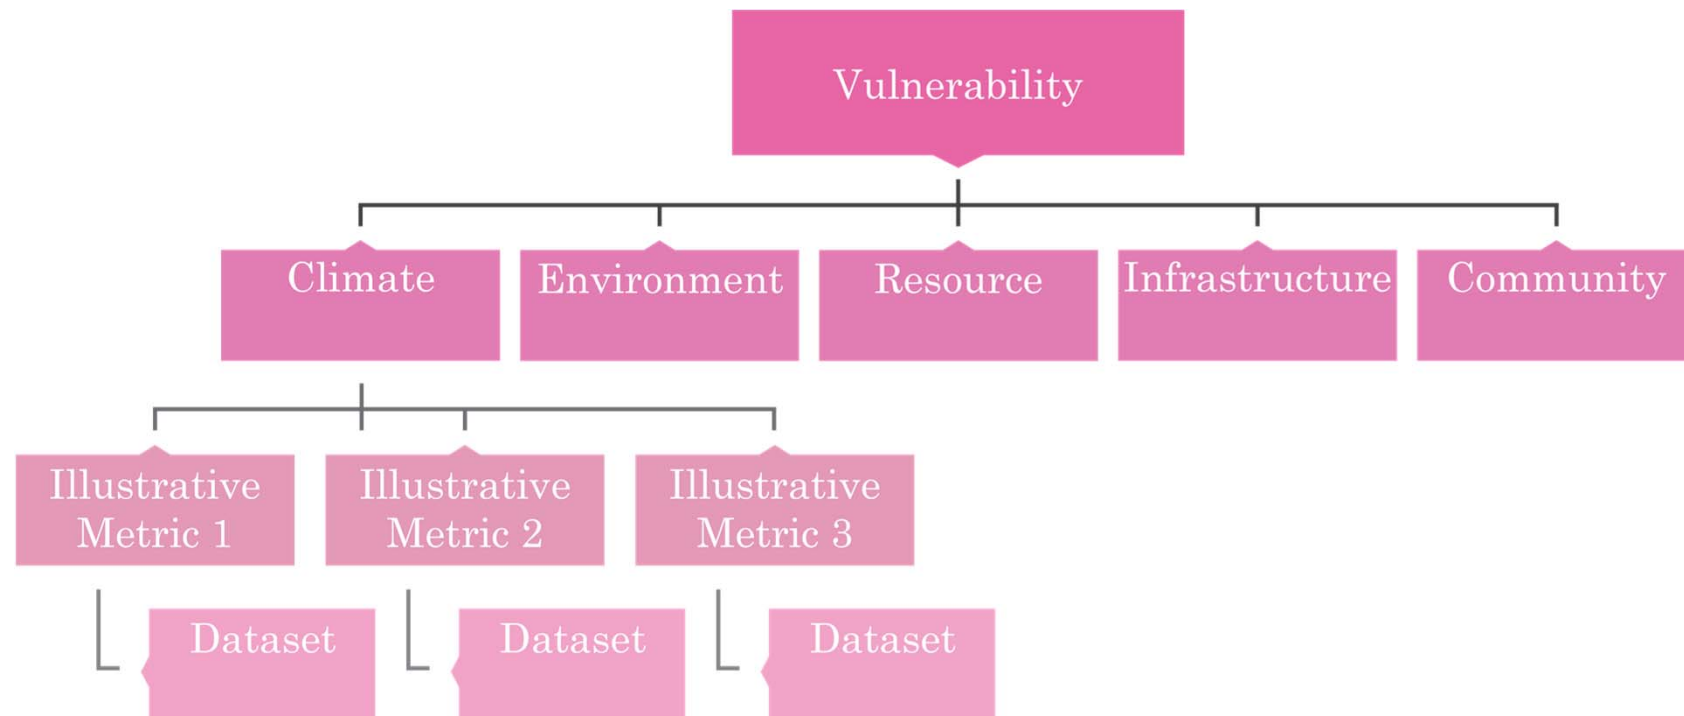 Vulnerability
Climate
Environment
Resource
Infrastructure
Community
Illustrative
Metric 1
Illustrative
Metric 2
Illustrative
Metric 3
Dataset
Dataset
Dataset